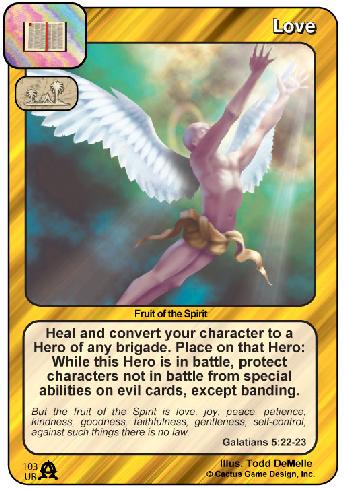 Love
Fruit of the Spirit
Heal and convert your character to a
Hero of any brigade. Place on that Hero:
While this Hero is in battle, protect
characters not in battle from special
abilities on evil cards, except banding.
But the fruit of the Spirit is love, joy, peace, patience,
kindness, goodness, faithfulness, gentleness, self-control,
against such things there is no law.
Galatians 5:22-23
103
UR
Illus. Todd DeMelle
© Cactus Game Design, Inc.